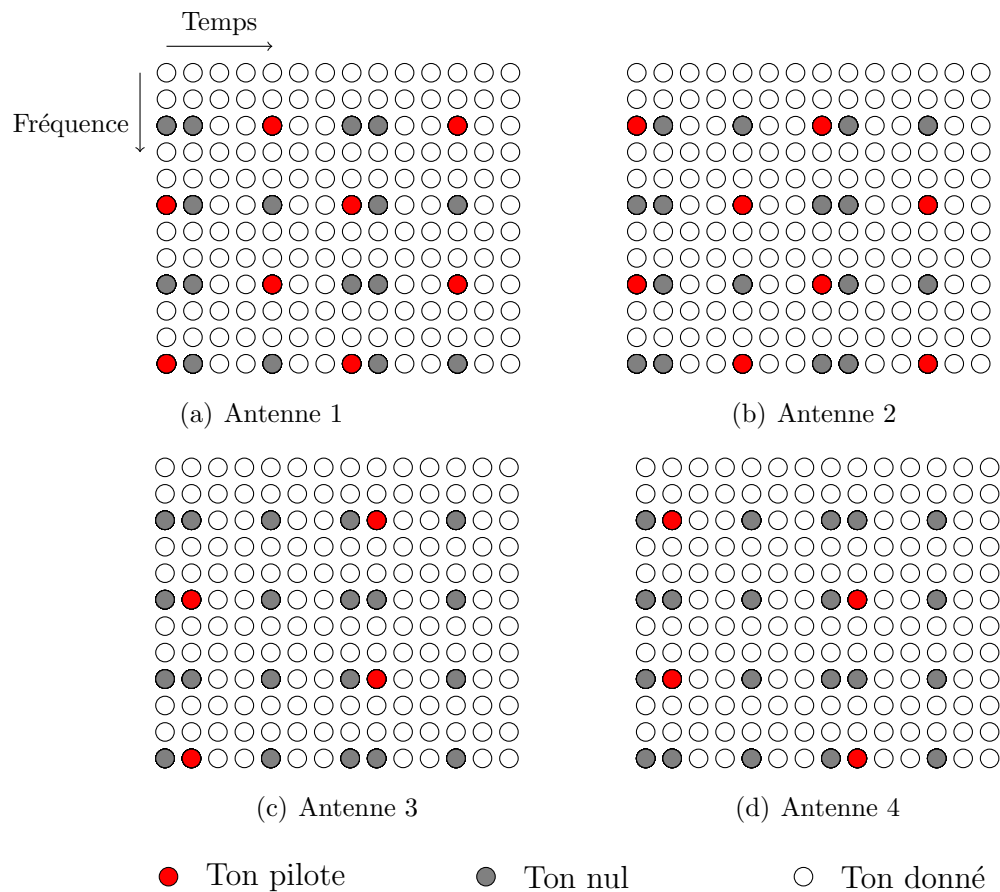 Temps
Fréquence
(a) Antenne 1
(b) Antenne 2
(c) Antenne 3
(d) Antenne 4
Ton pilote
Ton nul
Ton donné